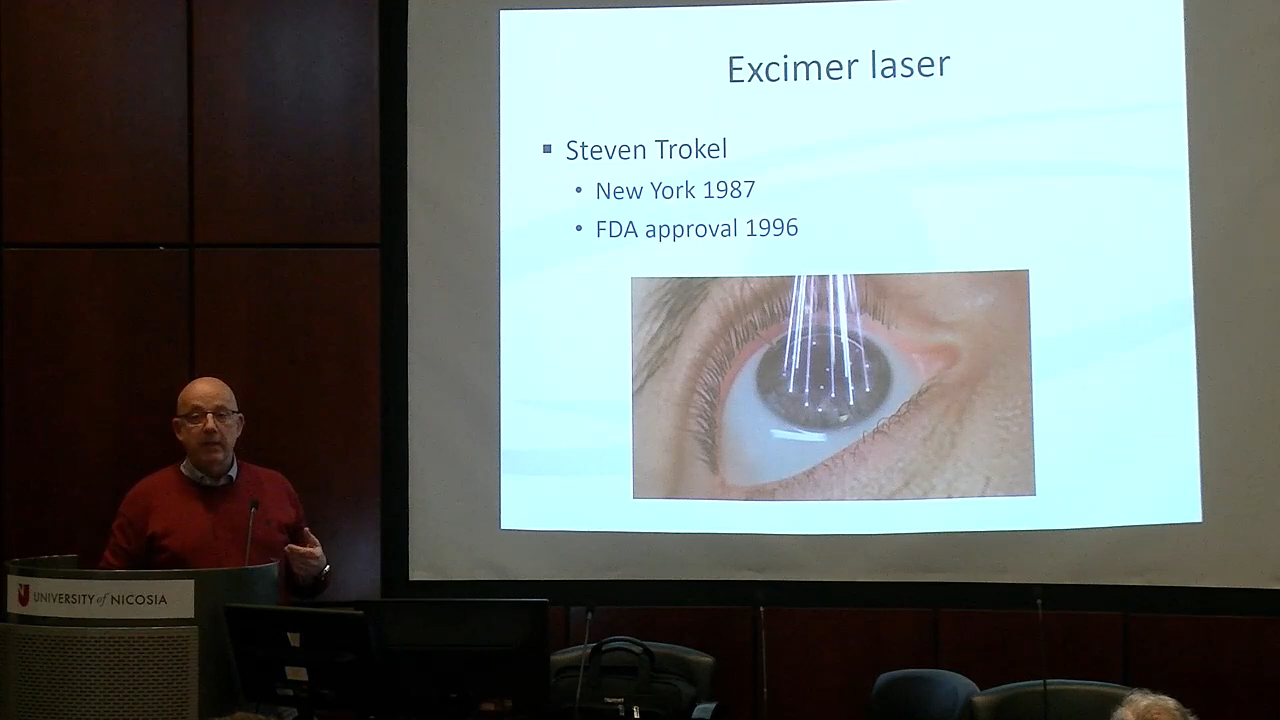 Excimer laser
Steven Trokel
New York 1987
FDA approval 1996
UNIVERSITY of NICOSIA